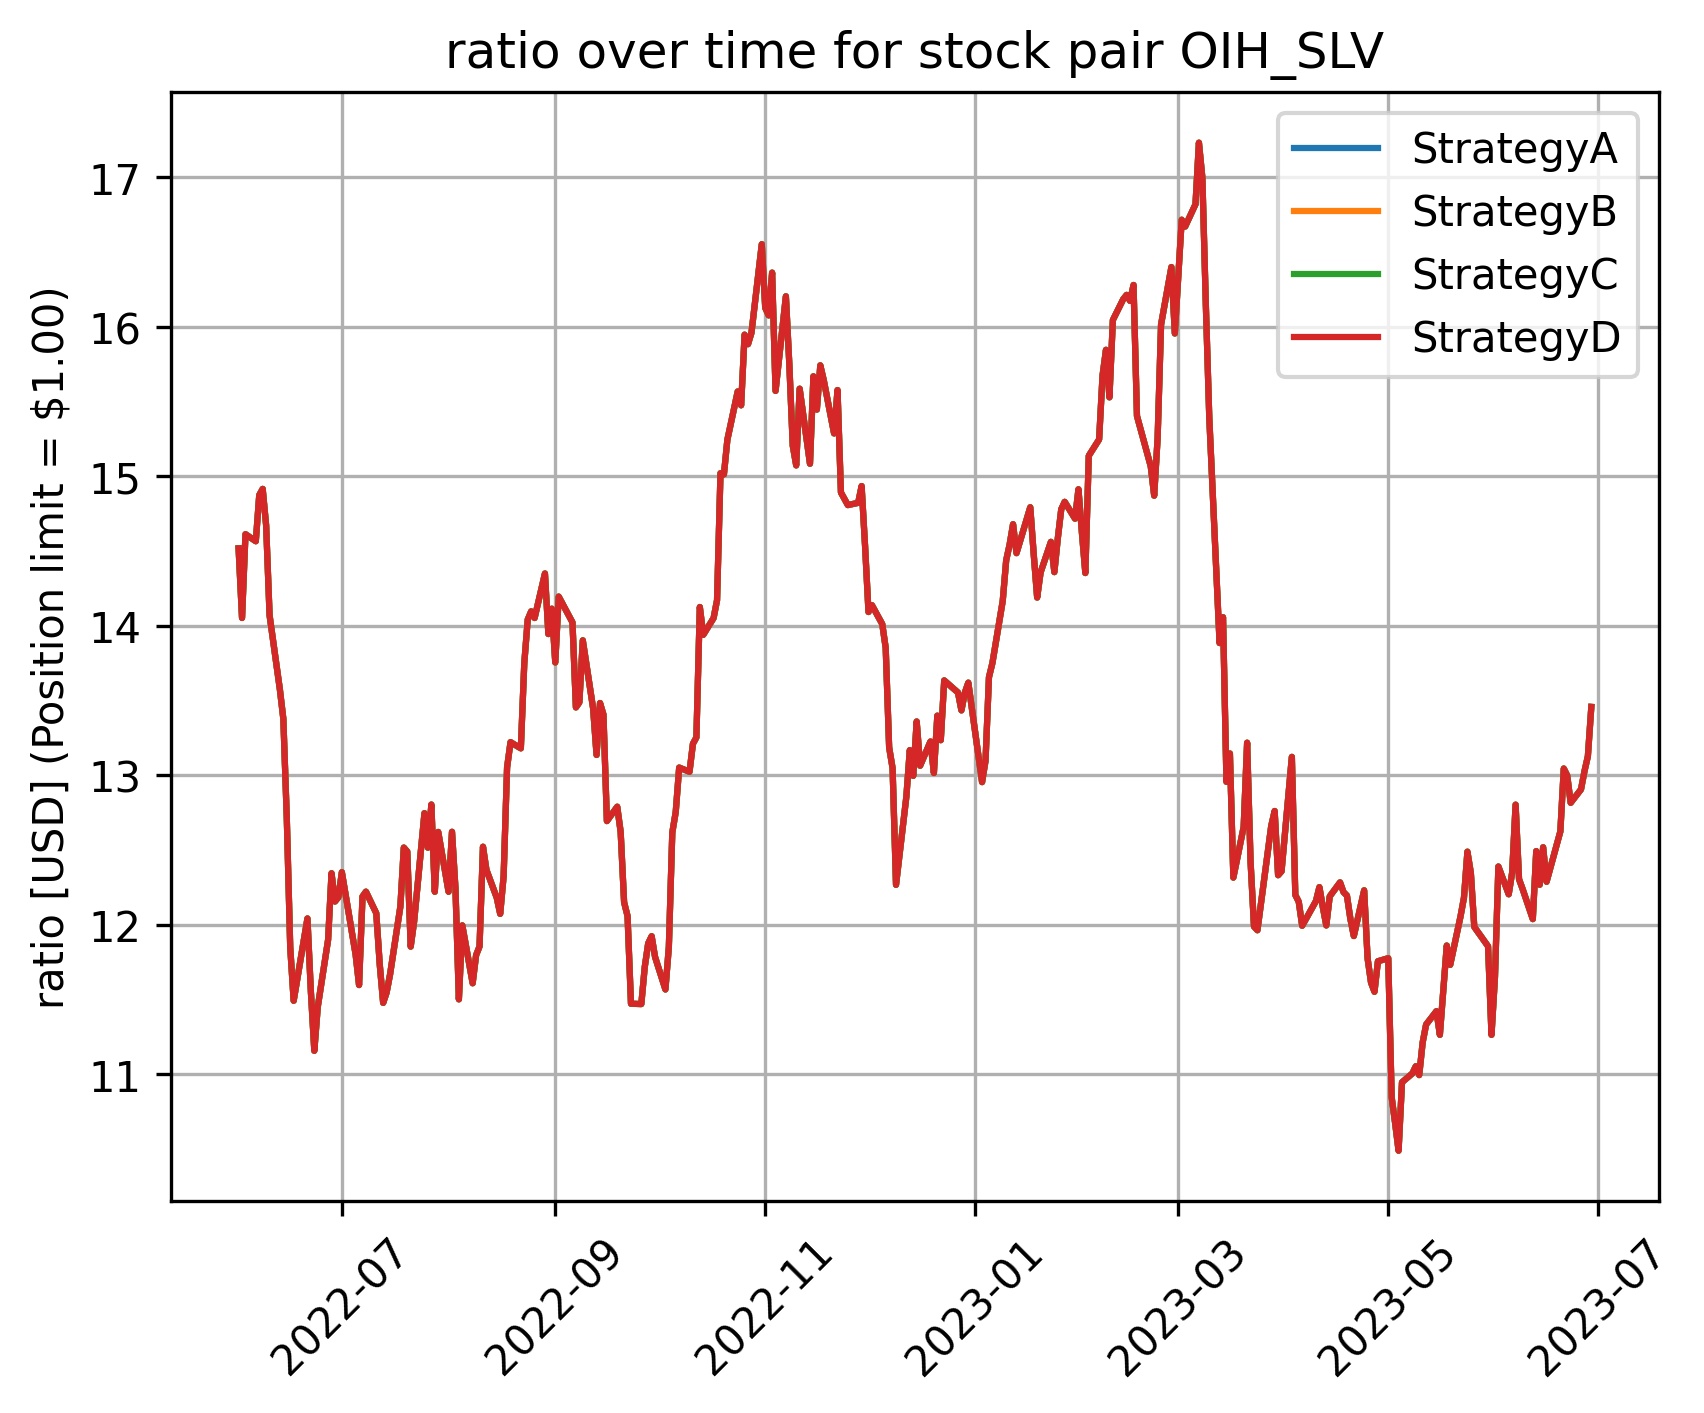 ratio over time for stock pair OIH_SLV
ratio [USD] (Position limit = $1.00)
17
16
15
14
13
12
11
StrategyA
StrategyB
StrategyC
StrategyD
2022-07
2022-09
2022-11
2023-01
2023-03
2023-05
2023-07